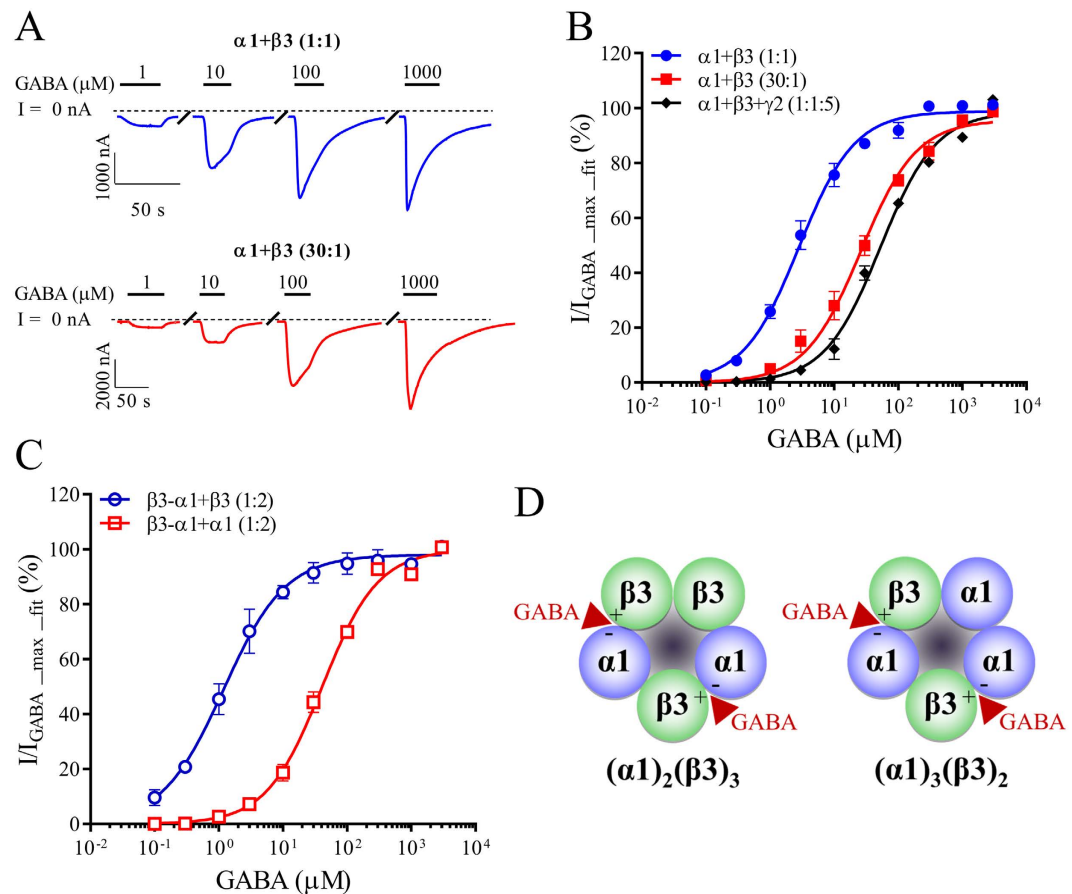 A
α1+β3 (1:1)
GABA (μM) 1 10 100 1000
I = 0 nA
1000 nA
50 s
α1+β3 (30:1)
GABA (μM) 1 10 100 1000
I = 0 nA
2000 nA
50 s
B
α1+β3 (1:1)
α1+β3 (30:1)
α1+β3+γ2 (1:1:5)
I/I_GABA _max _fit (%)
120
100
80
60
40
20
0
10⁻² 10⁻¹ 10⁰ 10¹ 10² 10³ 10⁴
GABA (μM)
C
β3-α1+β3 (1:2)
β3-α1+α1 (1:2)
I/I_GABA _max _fit (%)
120
100
80
60
40
20
0
10⁻² 10⁻¹ 10⁰ 10¹ 10² 10³ 10⁴
GABA (μM)
D
β3 β3
GABA + -
α1 α1
β3 + -
GABA
(α1)₂(β3)₃
β3 α1
GABA + -
α1 α1
β3 + -
GABA
(α1)₃(β3)₂